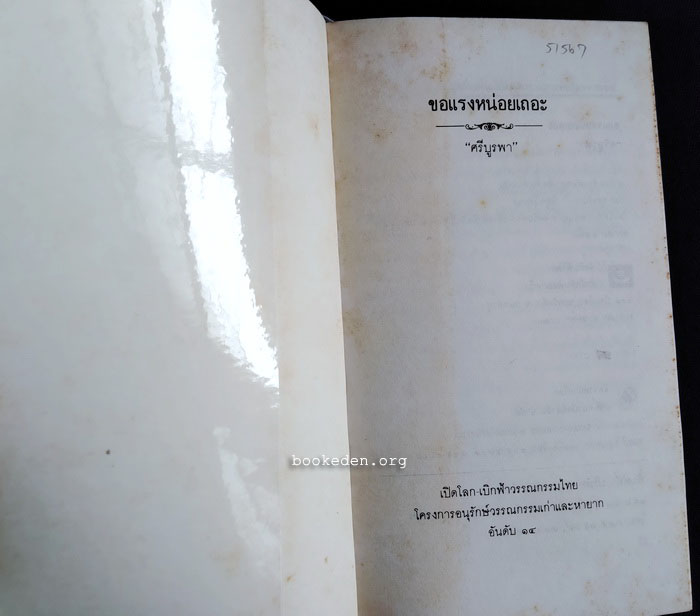 51567
ขอแรงหน่อยเถอะ
"ศรีบูรพา"
bookeden.org
เปิดโลก-เบิกฟ้าวรรณกรรมไทย
โครงการอนุรักษ์วรรณกรรมเก่าและหายาก
อันดับ ๑๔